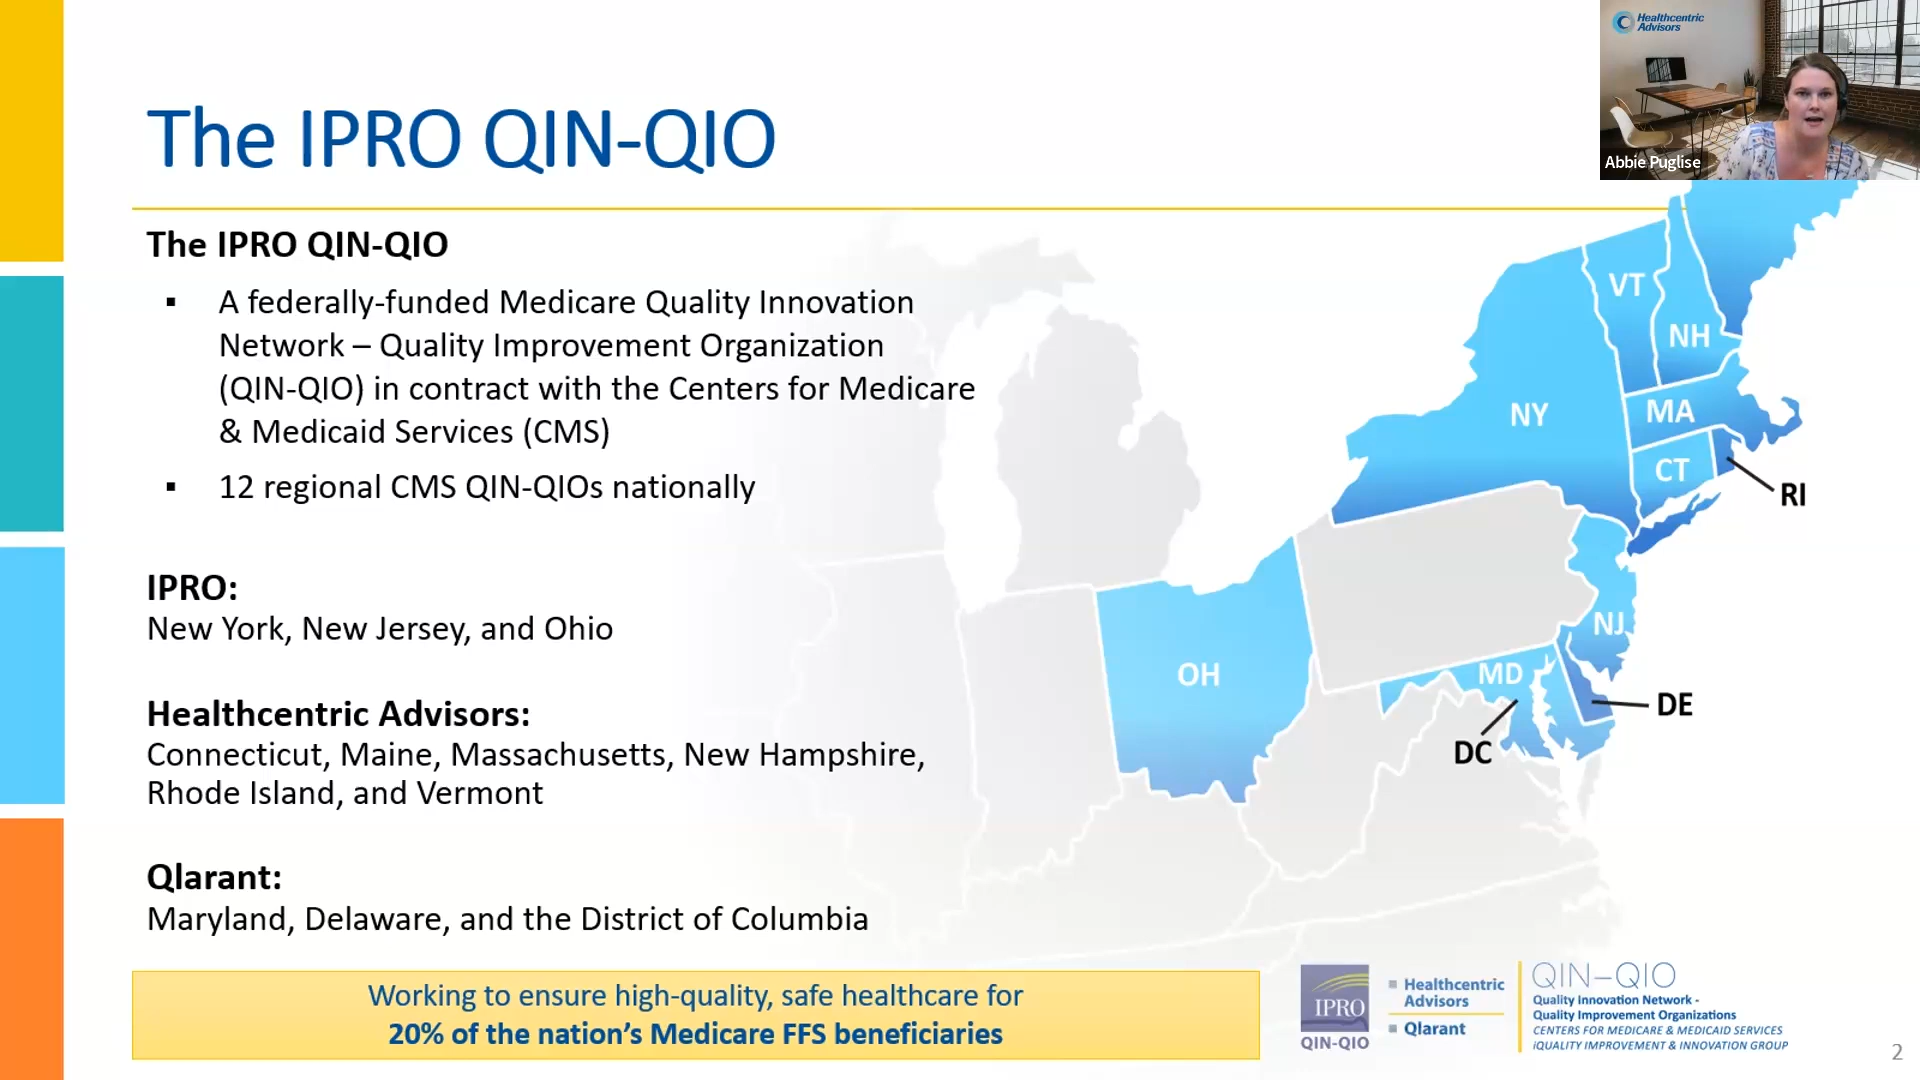 Healthcentric
Advisors
Abbie Puglise
The IPRO QIN-QIO
The IPRO QIN-QIO
▪ A federally-funded Medicare Quality Innovation
Network – Quality Improvement Organization
(QIN-QIO) in contract with the Centers for Medicare
& Medicaid Services (CMS)
▪ 12 regional CMS QIN-QIOs nationally
IPRO:
New York, New Jersey, and Ohio
Healthcentric Advisors:
Connecticut, Maine, Massachusetts, New Hampshire,
Rhode Island, and Vermont
Qlarant:
Maryland, Delaware, and the District of Columbia
Working to ensure high-quality, safe healthcare for
20% of the nation's Medicare FFS beneficiaries
VT
NH
NY
MA
CT
RI
NJ
OH
MD
DE
DC
IPRO
QIN-QIO
Healthcentric
Advisors
Qlarant
QIN–QIO
Quality Innovation Network -
Quality Improvement Organizations
CENTERS FOR MEDICARE & MEDICAID SERVICES
iQUALITY IMPROVEMENT & INNOVATION GROUP
2